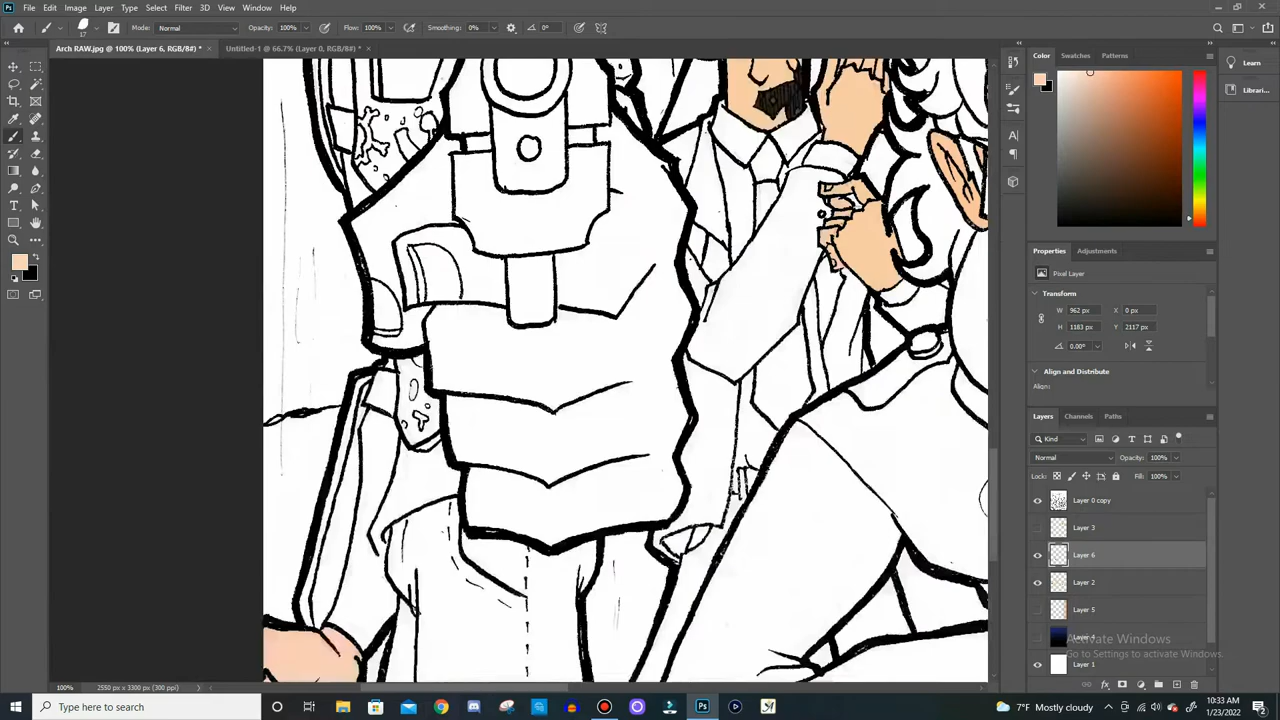 File Edit Image Layer Type Select Filter 3D View Window Help
17 Mode: Normal Opacity: 100% Flow: 100% Smoothing: 0% 0°
Arch RAW.jpg @ 100% (Layer 6, RGB/8#) * × Untitled-1 @ 66.7% (Layer 0, RGB/8#) * ×
Color Swatches Patterns
Learn
Librari...
Properties Adjustments
Pixel Layer
Transform
W 962 px X 0 px
H 1183 px Y 2117 px
0.00°
Align and Distribute
Align:
Layers Channels Paths
Kind
Normal Opacity: 100%
Lock: Fill: 100%
Layer 0 copy
Layer 3
Layer 6
Layer 2
Layer 5
Layer 4
Layer 1
Activate Windows
Go to Settings to activate Windows.
100% 2550 px x 3300 px (300 ppi)
Type here to search
7°F Mostly cloudy
10:33 AM
1/23/2022